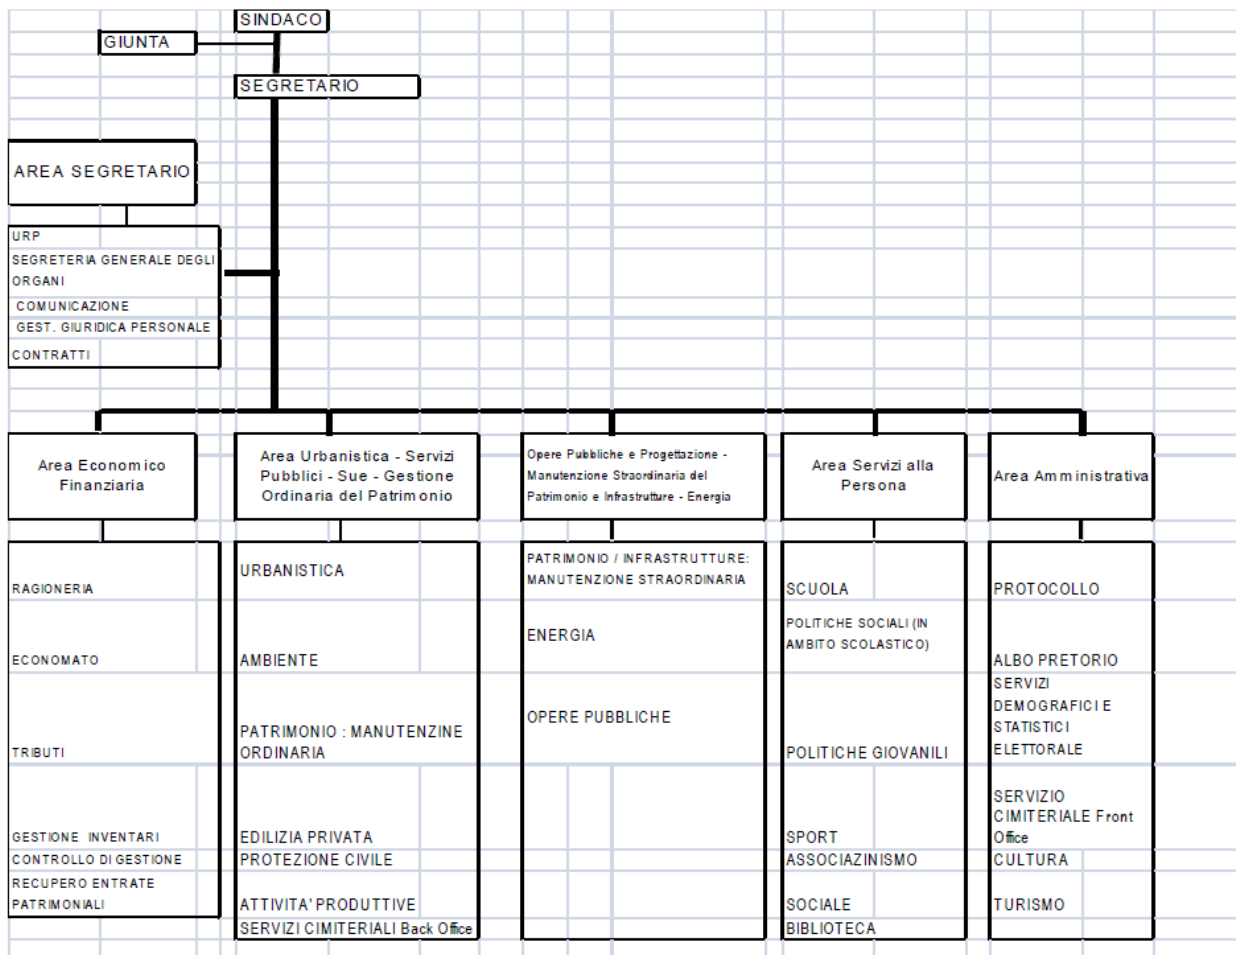 SINDACO
GIUNTA
SEGRETARIO
AREA SEGRETARIO
URP
SEGRETERIA GENERALE DEGLI
ORGANI
COMUNICAZIONE
GEST. GIURIDICA PERSONALE
CONTRATTI
Area Economico
Finanziaria
Area Urbanistica - Servizi
Pubblici - Sue - Gestione
Ordinaria del Patrimonio
Opere Pubbliche e Progettazione -
Manutenzione Straordinaria del
Patrimonio e Infrastrutture - Energia
Area Servizi alla
Persona
Area Amministrativa
RAGIONERIA
ECONOMATO
TRIBUTI
GESTIONE INVENTARI
CONTROLLO DI GESTIONE
RECUPERO ENTRATE
PATRIMONIALI
URBANISTICA
AMBIENTE
PATRIMONIO : MANUTENZINE
ORDINARIA
EDILIZIA PRIVATA
PROTEZIONE CIVILE
ATTIVITA' PRODUTTIVE
SERVIZI CIMITERIALI Back Office
PATRIMONIO / INFRASTRUTTURE:
MANUTENZIONE STRAORDINARIA
ENERGIA
OPERE PUBBLICHE
SCUOLA
POLITICHE SOCIALI (IN
AMBITO SCOLASTICO)
POLITICHE GIOVANILI
SPORT
ASSOCIAZINISMO
SOCIALE
BIBLIOTECA
PROTOCOLLO
ALBO PRETORIO
SERVIZI
DEMOGRAFICI E
STATISTICI
ELETTORALE
SERVIZIO
CIMITERIALE Front
Office
CULTURA
TURISMO